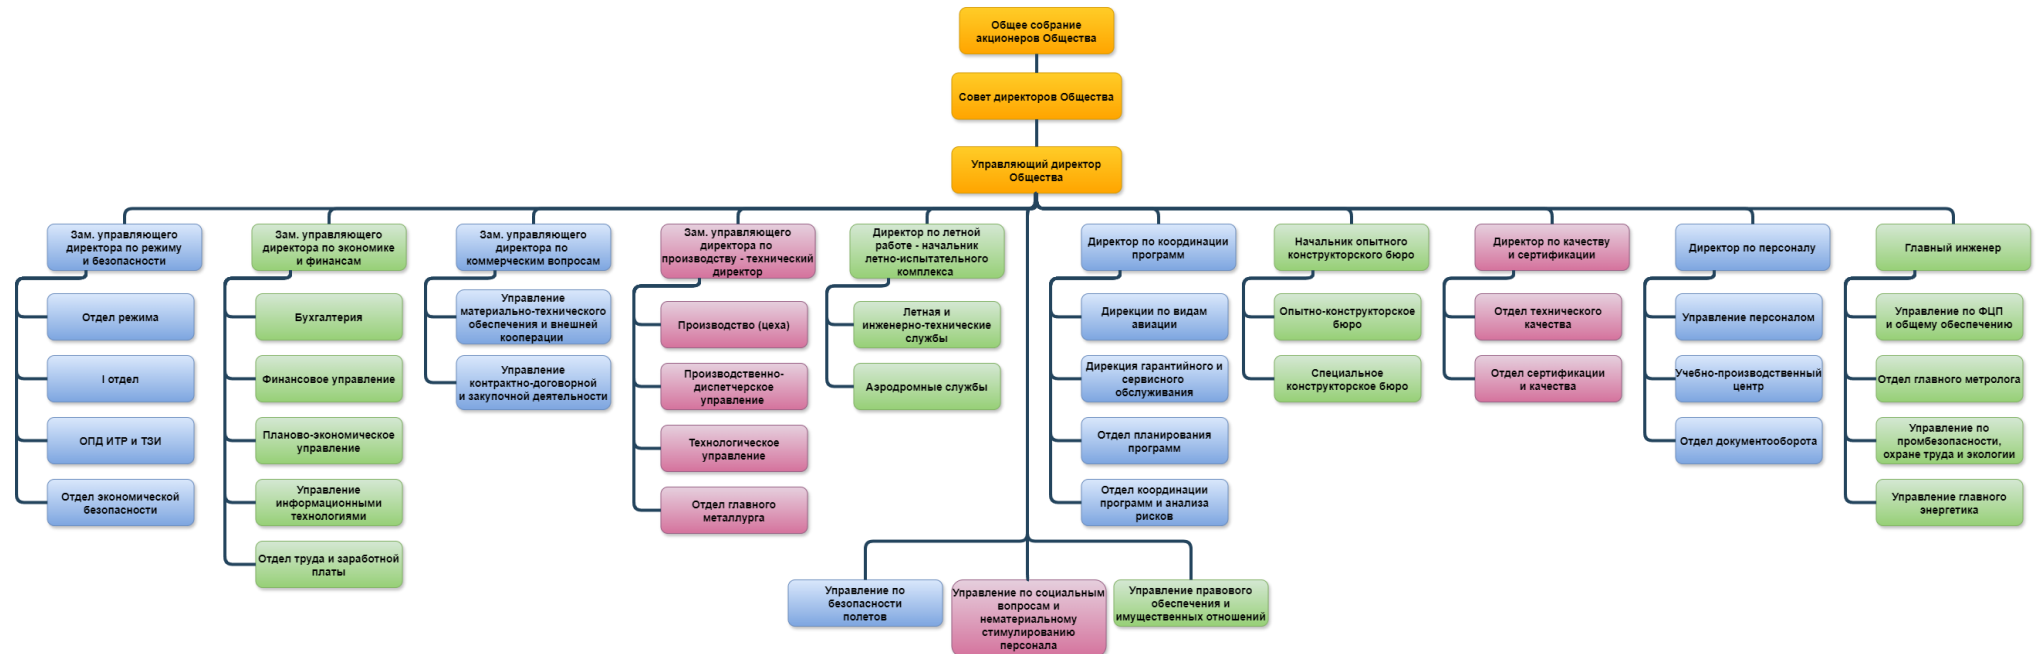 Общее собрание
акционеров Общества
Совет директоров Общества
Управляющий директор
Общества
Зам. управляющего
директора по режиму
и безопасности
Отдел режима
I отдел
ОПД ИТР и ТЗИ
Отдел экономической
безопасности
Зам. управляющего
директора по экономике
и финансам
Бухгалтерия
Финансовое управление
Планово-экономическое
управление
Управление
информационными
технологиями
Отдел труда и заработной
платы
Зам. управляющего
директора по
коммерческим вопросам
Управление
материально-технического
обеспечения и внешней
кооперации
Управление
контрактно-договорной
и закупочной деятельности
Зам. управляющего
директора по
производству - технический
директор
Производство (цеха)
Производственно-
диспетчерское
управление
Технологическое
управление
Отдел главного
металлурга
Директор по летной
работе - начальник
летно-испытательного
комплекса
Летная и
инженерно-технические
службы
Аэродромные службы
Директор по координации
программ
Дирекции по видам
авиации
Дирекция гарантийного и
сервисного
обслуживания
Отдел планирования
программ
Отдел координации
программ и анализа
рисков
Начальник опытного
конструкторского бюро
Опытно-конструкторское
бюро
Специальное
конструкторское бюро
Директор по качеству
и сертификации
Отдел технического
качества
Отдел сертификации
и качества
Директор по персоналу
Управление персоналом
Учебно-производственный
центр
Отдел документооборота
Главный инженер
Управление по ФЦП
и общему обеспечению
Отдел главного метролога
Управление по
промбезопасности,
охране труда и экологии
Управление главного
энергетика
Управление по
безопасности
полетов
Управление по социальным
вопросам и
нематериальному
стимулированию
персонала
Управление правового
обеспечения и
имущественных отношений